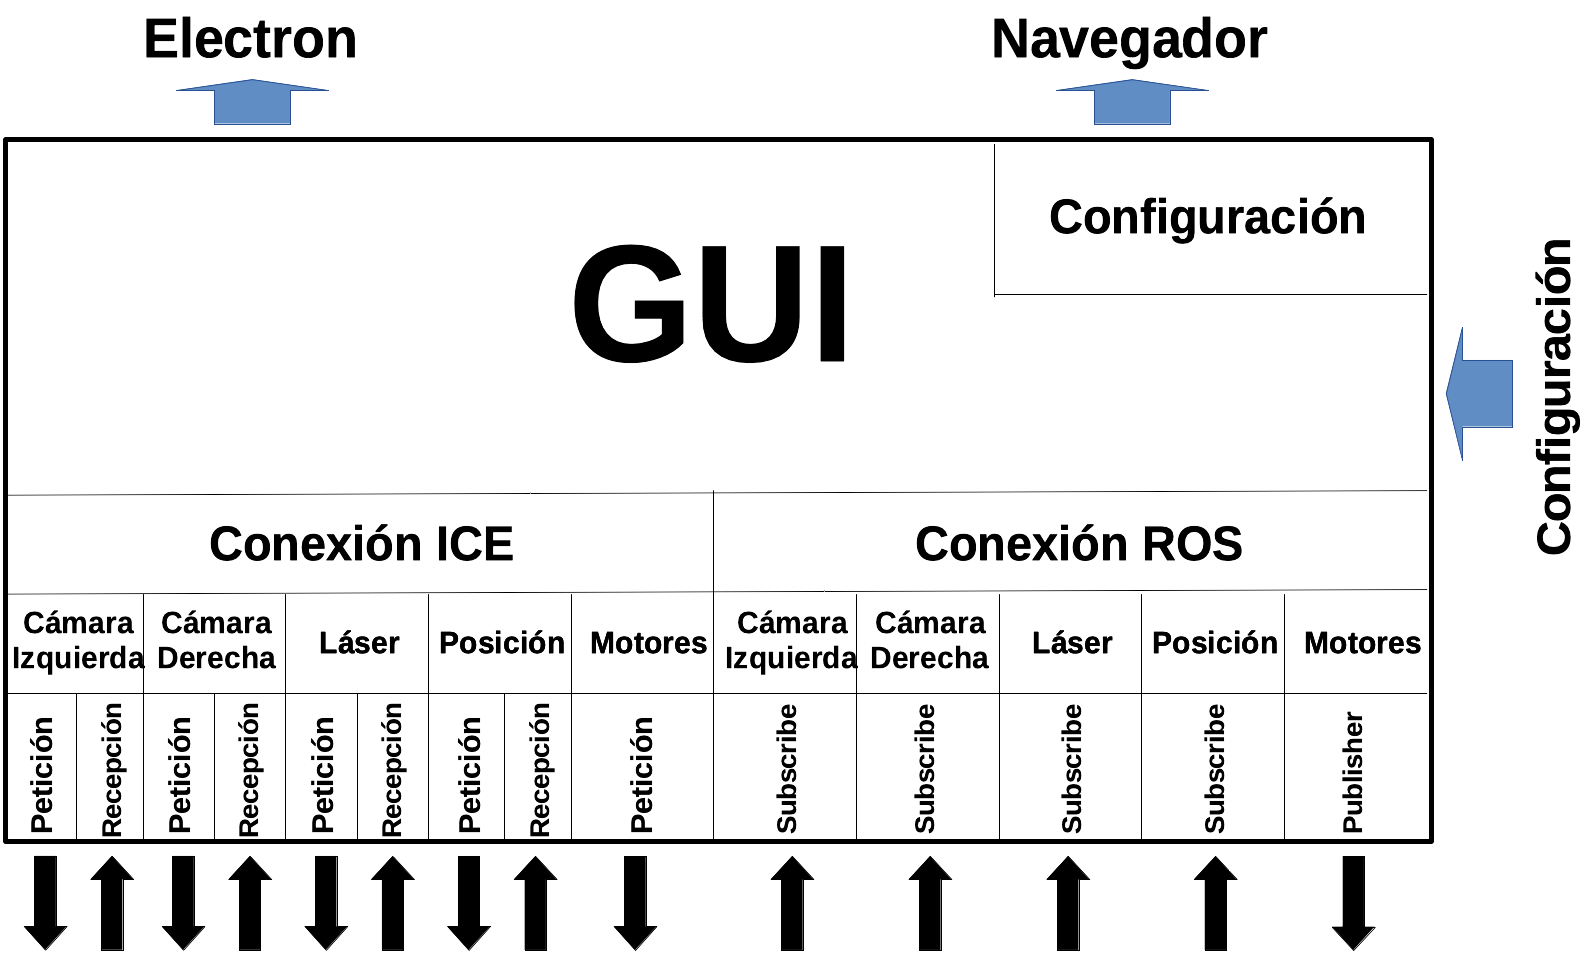 Electron
Navegador
Configuración
GUI
Configuración
Conexión ICE
Conexión ROS
Cámara
Izquierda
Cámara
Derecha
Láser
Posición
Motores
Cámara
Izquierda
Cámara
Derecha
Láser
Posición
Motores
Petición
Recepción
Petición
Recepción
Petición
Recepción
Petición
Recepción
Petición
Subscribe
Subscribe
Subscribe
Subscribe
Publisher